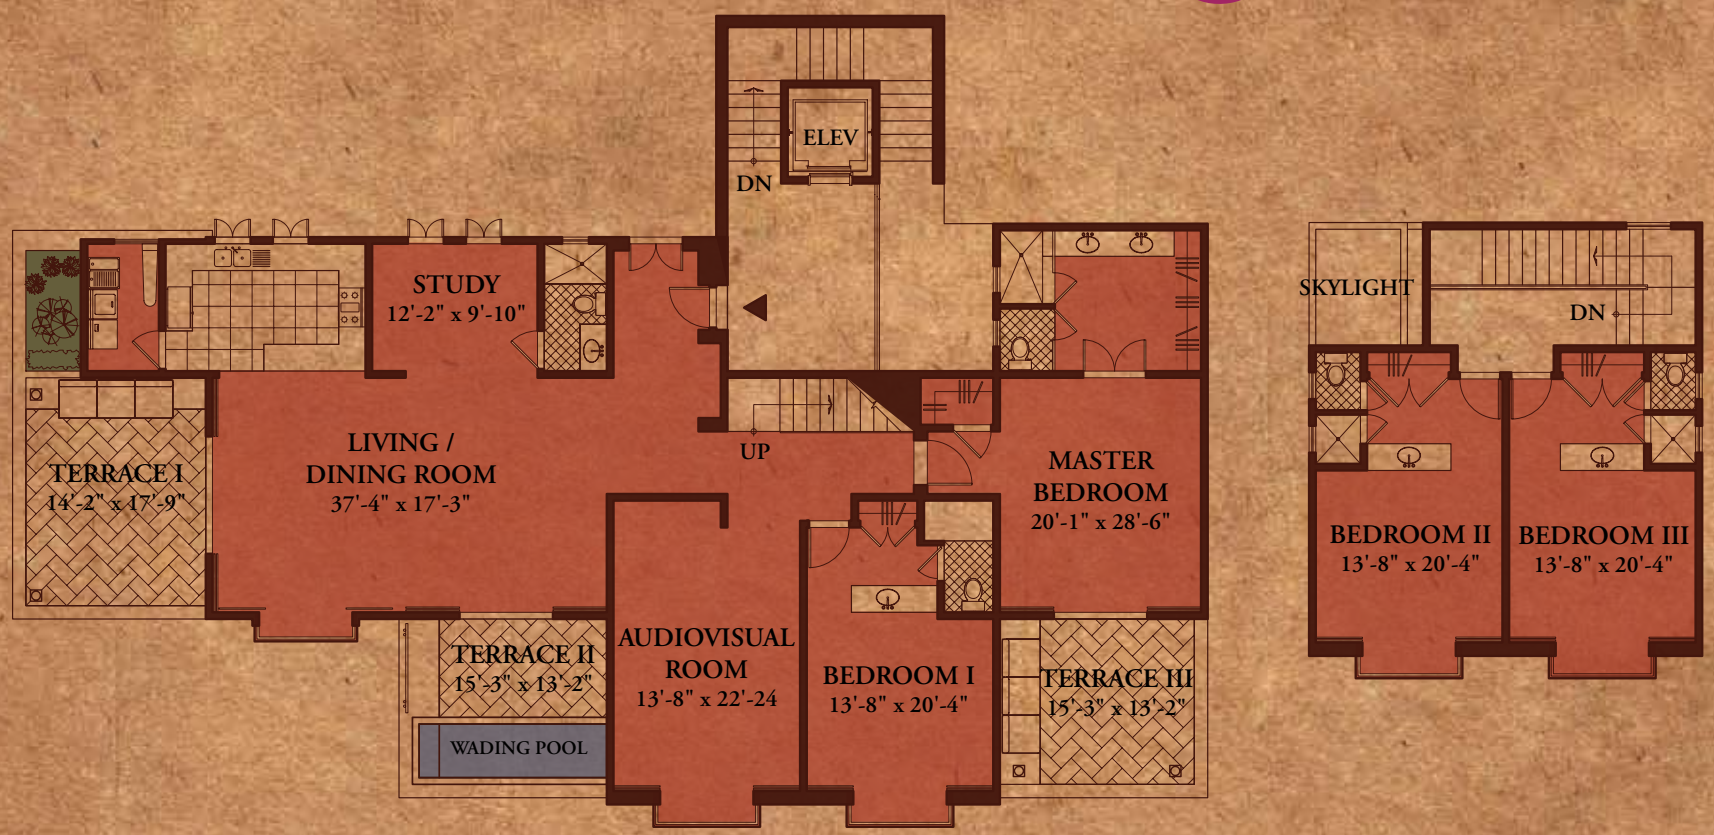 ELEV
DN
STUDY
12'-2" x 9'-10"
SKYLIGHT
DN
LIVING /
DINING ROOM
37'-4" x 17'-3"
TERRACE I
14'-2" x 17'-9"
UP
MASTER
BEDROOM
20'-1" x 28'-6"
BEDROOM II
13'-8" x 20'-4"
BEDROOM III
13'-8" x 20'-4"
TERRACE II
15'-3" x 13'-2"
AUDIOVISUAL
ROOM
13'-8" x 22'-24
BEDROOM I
13'-8" x 20'-4"
TERRACE III
15'-3" x 13'-2"
WADING POOL